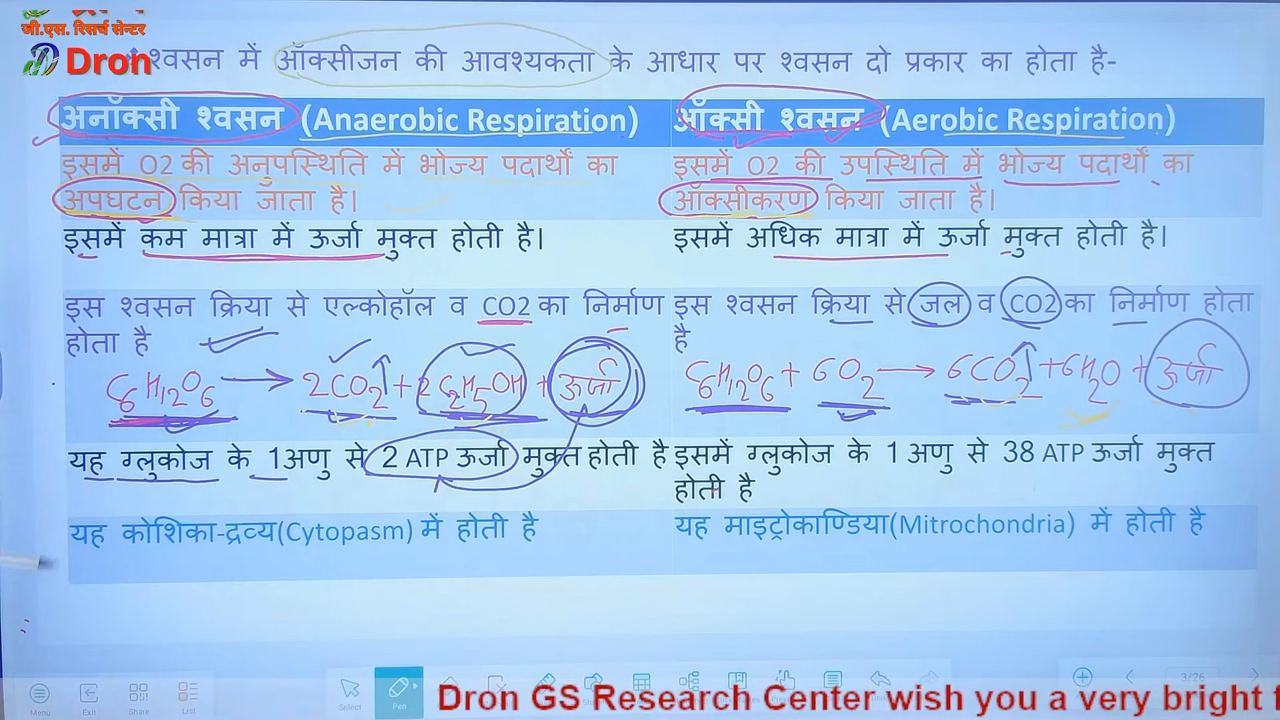 जी.एस. रिसर्च सेन्टर
Dron
श्वसन में ऑक्सीजन की आवश्यकता के आधार पर श्वसन दो प्रकार का होता है-
अनॉक्सी श्वसन (Anaerobic Respiration)
इसमें O2 की अनुपस्थिति में भोज्य पदार्थों का
अपघटन किया जाता है।
इसमें कम मात्रा में ऊर्जा मुक्त होती है।
इस श्वसन क्रिया से एल्कोहॉल व CO2 का निर्माण
होता है
C6H12O6 → 2CO2↑ + 2C2H5OH + ऊर्जा
यह ग्लुकोज के 1अणु से 2 ATP ऊर्जा मुक्त होती है
यह कोशिका-द्रव्य(Cytopasm) में होती है
ऑक्सी श्वसन (Aerobic Respiration)
इसमें O2 की उपस्थिति में भोज्य पदार्थों का
ऑक्सीकरण किया जाता है।
इसमें अधिक मात्रा में ऊर्जा मुक्त होती है।
इस श्वसन क्रिया से जल व CO2 का निर्माण होता
है
C6H12O6 + 6O2 → 6CO2↑ + 6H2O + ऊर्जा
इसमें ग्लुकोज के 1 अणु से 38 ATP ऊर्जा मुक्त
होती है
यह माइट्रोकाण्डिया(Mitrochondria) में होती है
Menu Exit Share List Select Pen 3/26
Dron GS Research Center wish you a very bright f